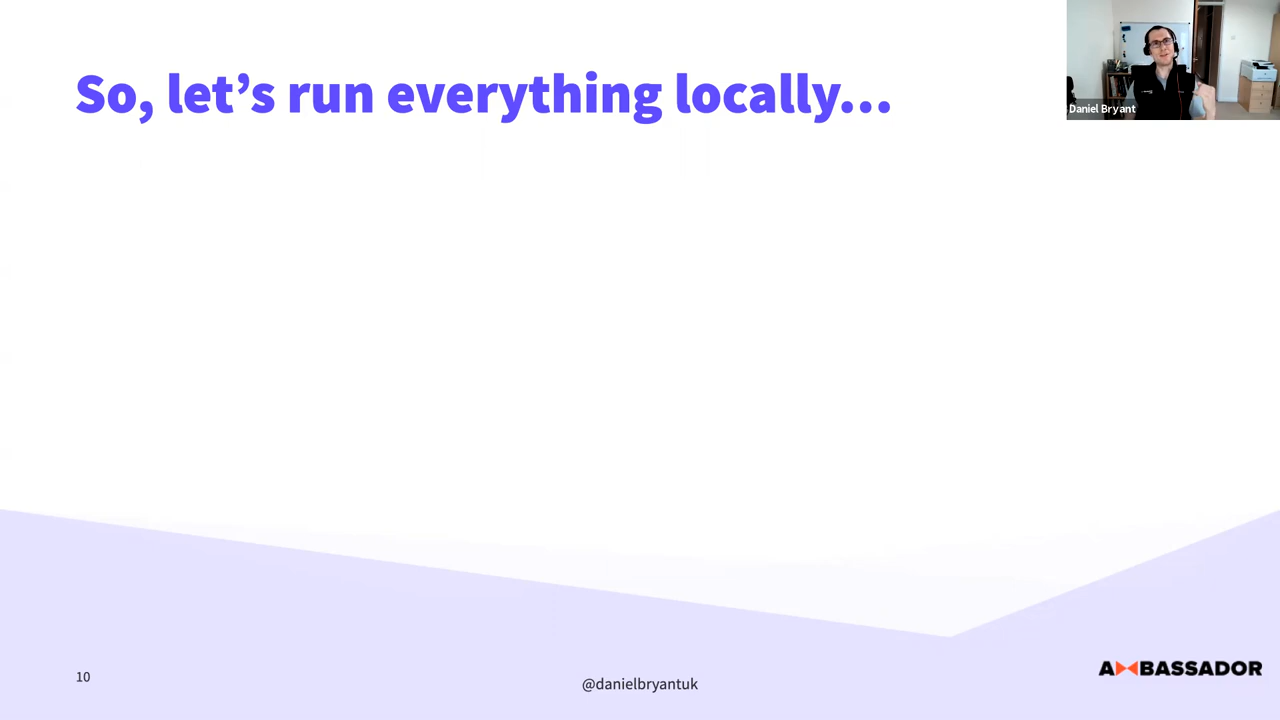 So, let's run everything locally...
Daniel Bryant
10
@danielbryantuk
AMBASSADOR